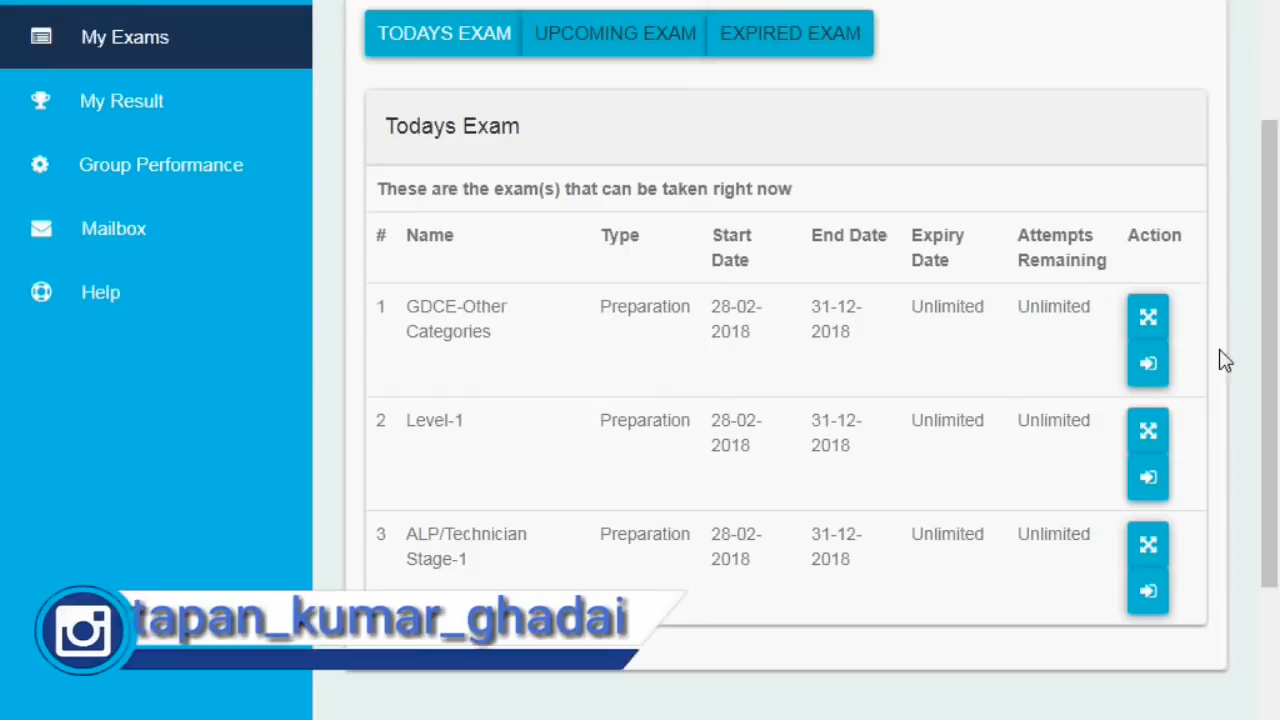 My Exams
My Result
Group Performance
Mailbox
Help
TODAYS EXAM UPCOMING EXAM EXPIRED EXAM
Todays Exam
These are the exam(s) that can be taken right now
# Name Type Start Date End Date Expiry Date Attempts Remaining Action
1 GDCE-Other Categories Preparation 28-02-2018 31-12-2018 Unlimited Unlimited
2 Level-1 Preparation 28-02-2018 31-12-2018 Unlimited Unlimited
3 ALP/Technician Stage-1 Preparation 28-02-2018 31-12-2018 Unlimited Unlimited
tapan_kumar_ghadai